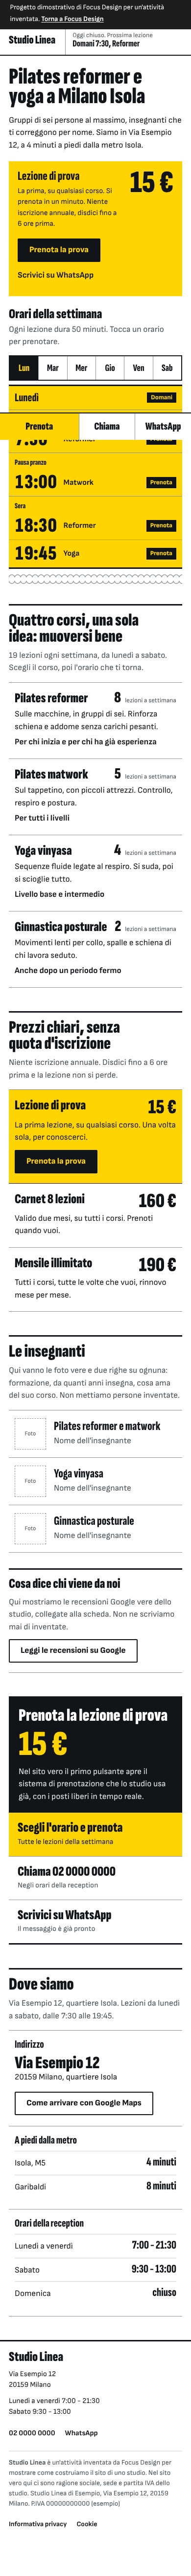 Progetto dimostrativo di Focus Design per un'attività
inventata. Torna a Focus Design
Studio Linea
Oggi chiuso. Prossima lezione
Domani 7:30, Reformer
Pilates reformer e
yoga a Milano Isola
Gruppi di sei persone al massimo, insegnanti che
ti correggono per nome. Siamo in Via Esempio
12, a 4 minuti a piedi dalla metro Isola.
Lezione di prova
15 €
La prima, su qualsiasi corso. Si
prenota in un minuto. Niente
iscrizione annuale, disdici fino a
6 ore prima.
Prenota la prova
Scrivici su WhatsApp
Orari della settimana
Ogni lezione dura 50 minuti. Tocca un orario
per prenotare.
Lun Mar Mer Gio Ven Sab
Lunedì
Domani
Prenota Chiama WhatsApp
7:30 Reformer
Pausa pranzo
13:00 Matwork Prenota
Sera
18:30 Reformer Prenota
19:45 Yoga Prenota
Quattro corsi, una sola
idea: muoversi bene
19 lezioni ogni settimana, da lunedì a sabato.
Scegli il corso, poi l'orario che ti torna.
Pilates reformer 8 lezioni a settimana
Sulle macchine, in gruppi di sei. Rinforza
schiena e addome senza carichi pesanti.
Per chi inizia e per chi ha già esperienza
Pilates matwork 5 lezioni a settimana
Sul tappetino, con piccoli attrezzi. Controllo,
respiro e postura.
Per tutti i livelli
Yoga vinyasa 4 lezioni a settimana
Sequenze fluide legate al respiro. Si suda, poi
si scioglie tutto.
Livello base e intermedio
Ginnastica posturale 2 lezioni a settimana
Movimenti lenti per collo, spalle e schiena di
chi lavora seduto.
Anche dopo un periodo fermo
Prezzi chiari, senza
quota d'iscrizione
Niente iscrizione annuale. Disdici fino a 6 ore
prima e la lezione non si perde.
Lezione di prova 15 €
La prima lezione, su qualsiasi corso. Una volta
sola, per conoscerci.
Prenota la prova
Carnet 8 lezioni 160 €
Valido due mesi, su tutti i corsi. Prenoti
quando vuoi.
Mensile illimitato 190 €
Tutti i corsi, tutte le volte che vuoi, rinnovo
mese per mese.
Le insegnanti
Qui vanno le foto vere e due righe su ognuna:
formazione, da quanti anni insegna, cosa ama
del suo corso. Non mettiamo persone inventate.
Foto
Pilates reformer e matwork
Nome dell'insegnante
Foto
Yoga vinyasa
Nome dell'insegnante
Foto
Ginnastica posturale
Nome dell'insegnante
Cosa dice chi viene da noi
Qui mostriamo le recensioni Google vere dello
studio, collegate alla scheda. Non ne scriviamo
mai di inventate.
Leggi le recensioni su Google
Prenota la lezione di prova
15 €
Nel sito vero il primo pulsante apre il
sistema di prenotazione che lo studio usa
già, con i posti liberi in tempo reale.
Scegli l'orario e prenota
Tutte le lezioni della settimana
Chiama 02 0000 0000
Negli orari della reception
Scrivici su WhatsApp
Il messaggio è già pronto
Dove siamo
Via Esempio 12, quartiere Isola. Lezioni da lunedì
a sabato, dalle 7:30 alle 19:45.
Indirizzo
Via Esempio 12
20159 Milano, quartiere Isola
Come arrivare con Google Maps
A piedi dalla metro
Isola, M5 4 minuti
Garibaldi 8 minuti
Orari della reception
Lunedì a venerdì 7:00 - 21:30
Sabato 9:30 - 13:00
Domenica chiuso
Studio Linea
Via Esempio 12
20159 Milano
Lunedì a venerdì 7:00 - 21:30
Sabato 9:30 - 13:00
02 0000 0000 WhatsApp
Studio Linea è un'attività inventata da Focus Design per
mostrare come costruiamo il sito di uno studio. Nel sito
vero qui ci sono ragione sociale, sede e partita IVA dello
studio. Studio Linea di Esempio, Via Esempio 12, 20159
Milano. P.IVA 00000000000 (esempio)
Informativa privacy Cookie